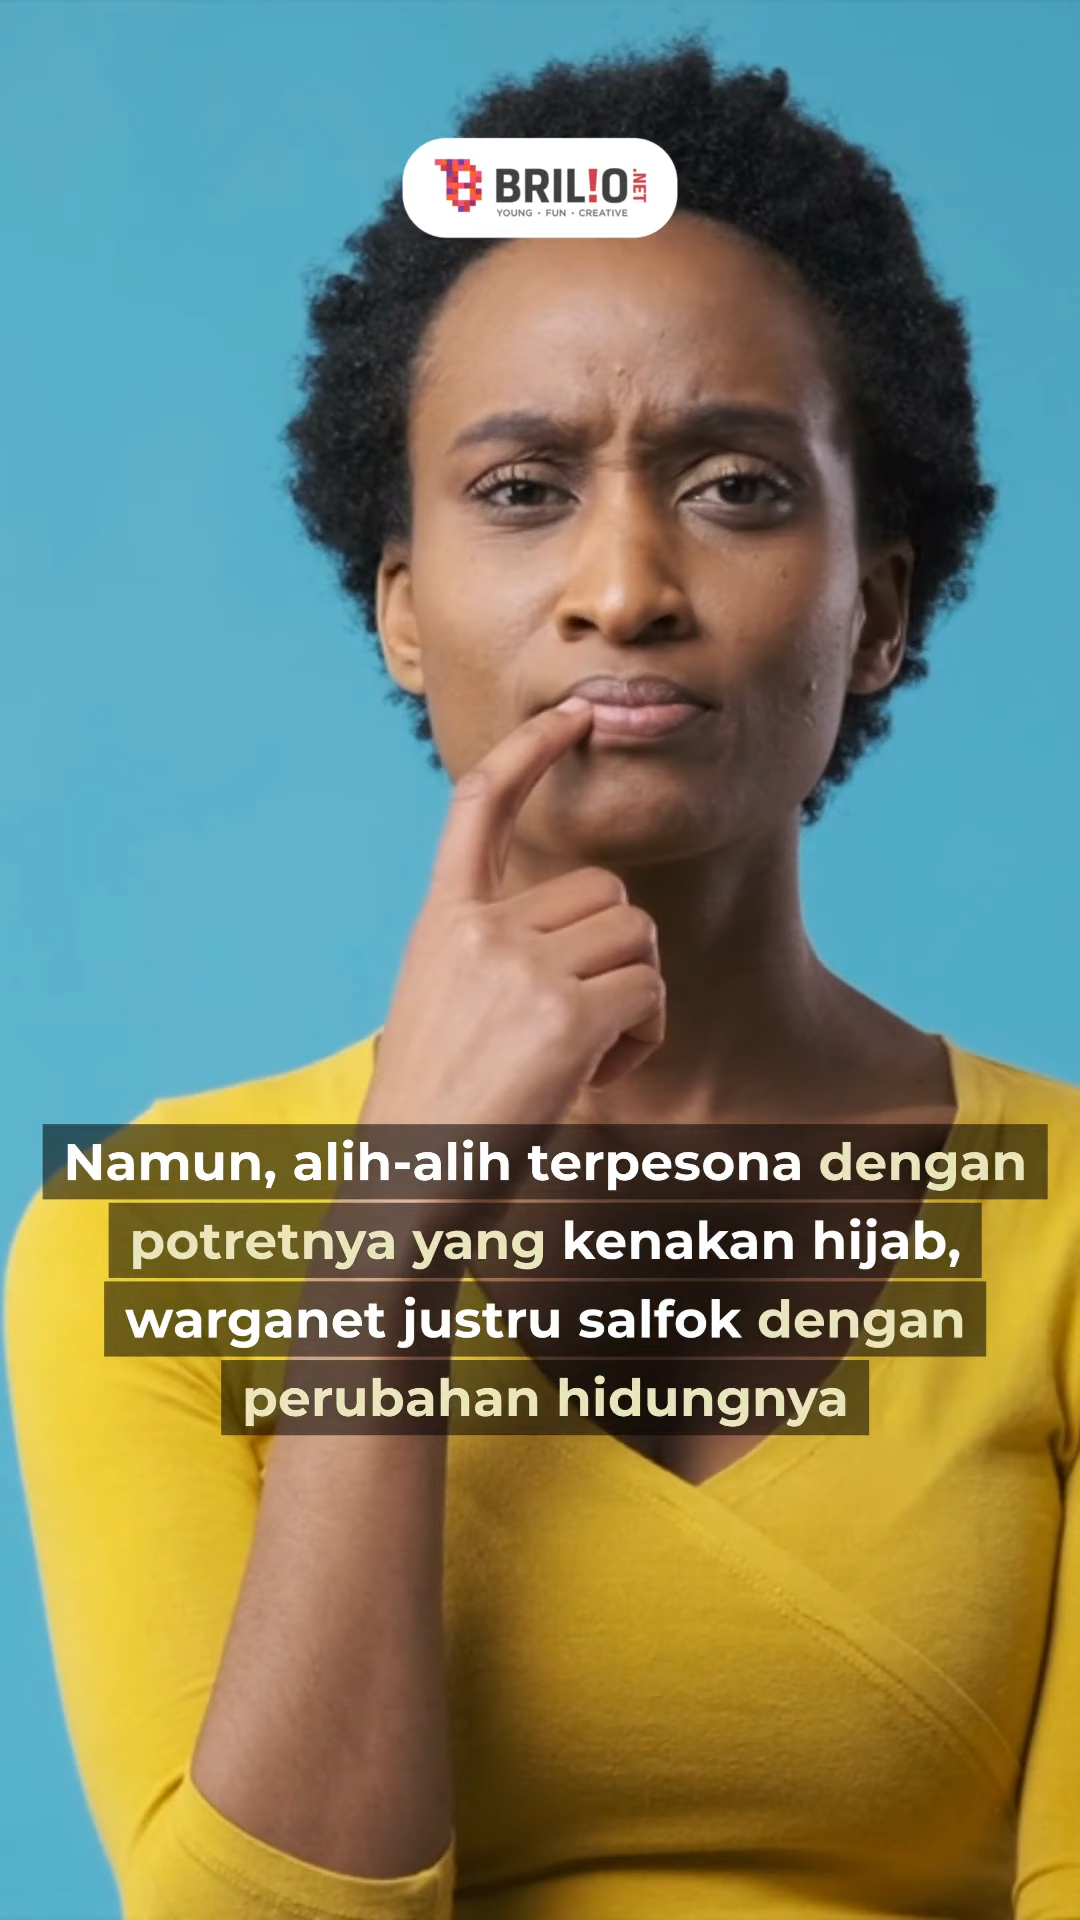 BRIL!O.NET
YOUNG · FUN · CREATIVE
Namun, alih-alih terpesona dengan
potretnya yang kenakan hijab,
warganet justru salfok dengan
perubahan hidungnya